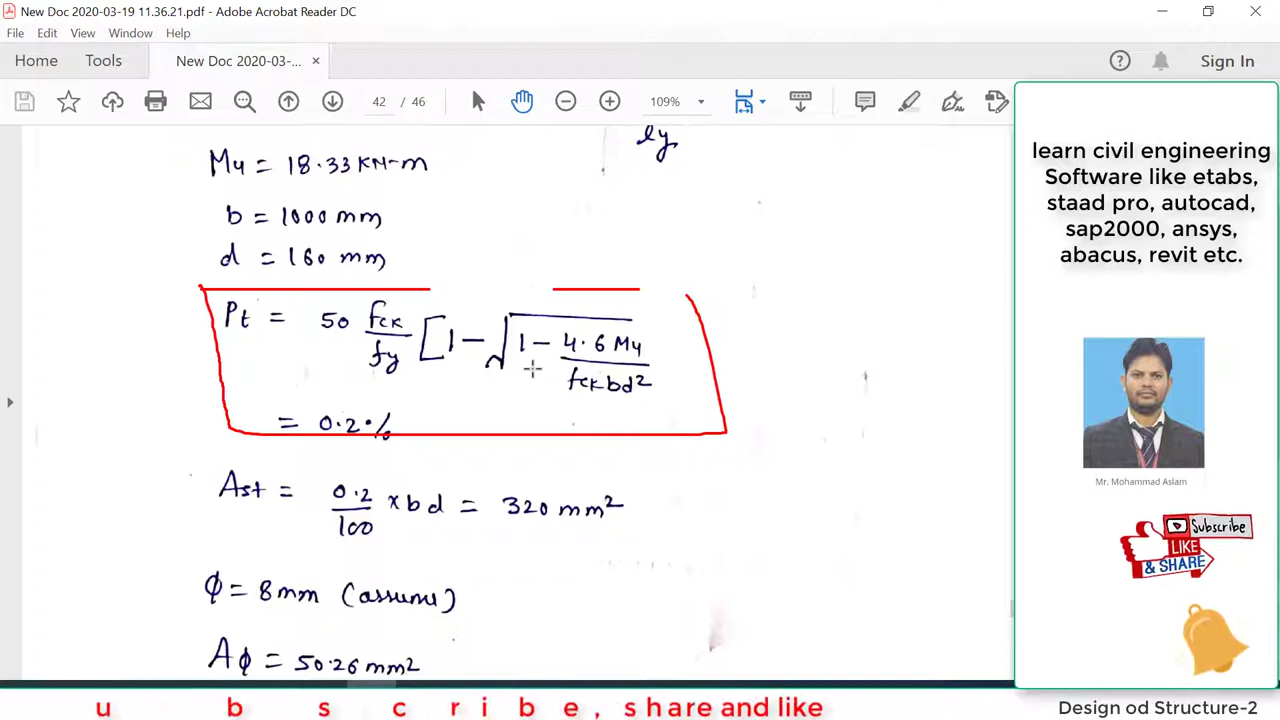 New Doc 2020-03-19 11.36.21.pdf - Adobe Acrobat Reader DC
File Edit View Window Help
Home Tools New Doc 2020-03-... × Sign In
42 / 46 109%
ly
Mu = 18.33 KN-m
b = 1000 mm
d = 160 mm
Pt = 50 fck/fy [1-√1- 4.6 Mu/fck bd²
= 0.2%
Ast = 0.2/100 x bd = 320 mm²
ϕ = 8mm (assume)
Aϕ = 50.26 mm²
learn civil engineering
Software like etabs,
staad pro, autocad,
sap2000, ansys,
abacus, revit etc.
Mr. Mohammad Aslam
Subscribe
LIKE
& SHARE
u b s c r i b e , s h a r e and like
Design od Structure-2